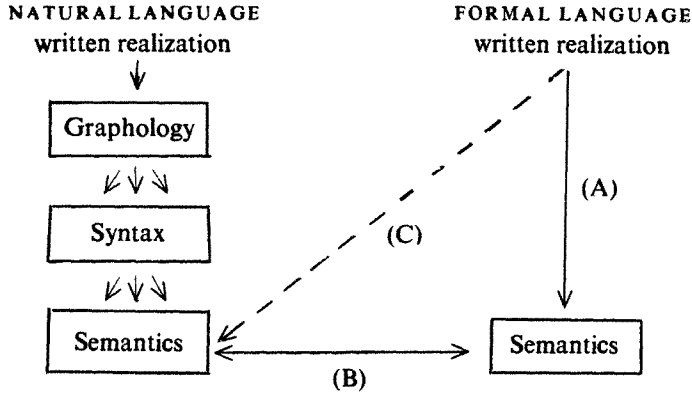 NATURAL LANGUAGE
written realization
FORMAL LANGUAGE
written realization
Graphology
(A)
Syntax
(C)
Semantics
Semantics
(B)